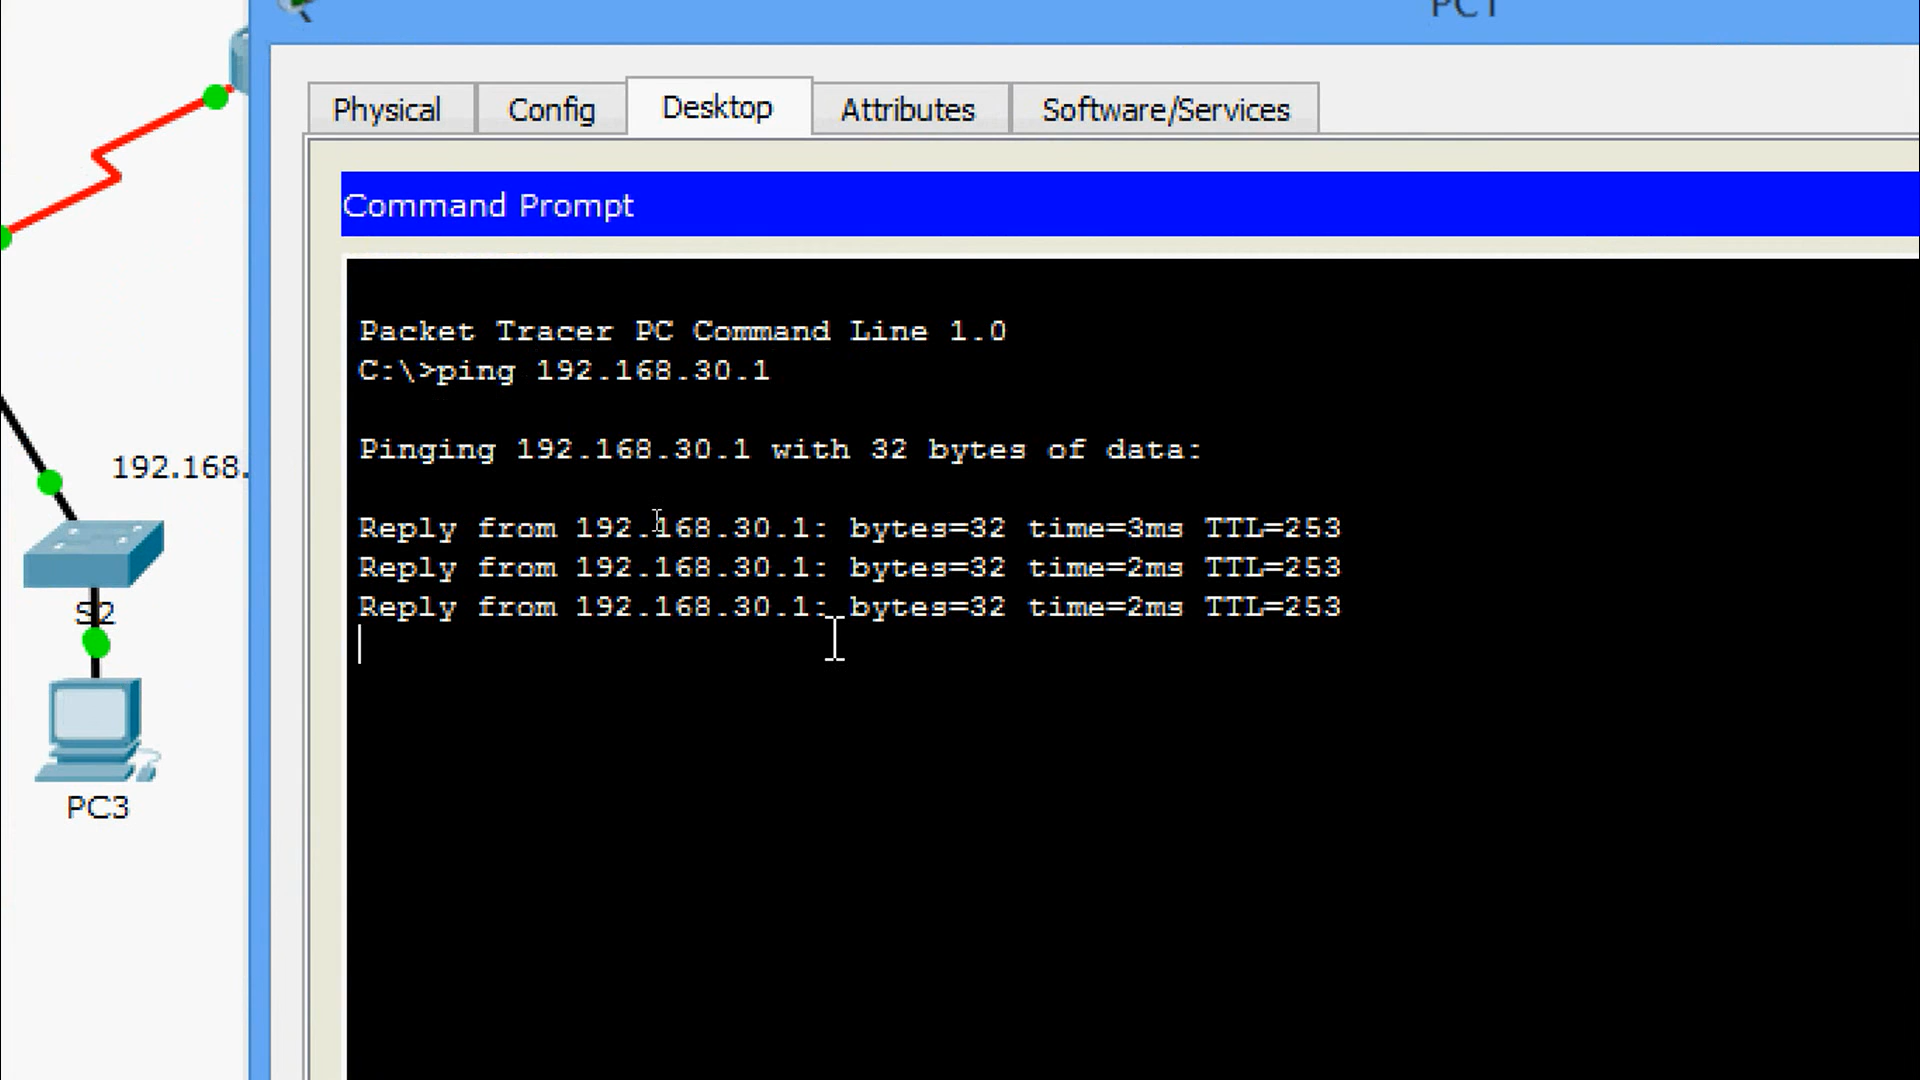 PC1
Physical
Config
Desktop
Attributes
Software/Services
Command Prompt
Packet Tracer PC Command Line 1.0
C:\>ping 192.168.30.1
Pinging 192.168.30.1 with 32 bytes of data:
Reply from 192.168.30.1: bytes=32 time=3ms TTL=253
Reply from 192.168.30.1: bytes=32 time=2ms TTL=253
Reply from 192.168.30.1: bytes=32 time=2ms TTL=253
192.168.
S2
PC3